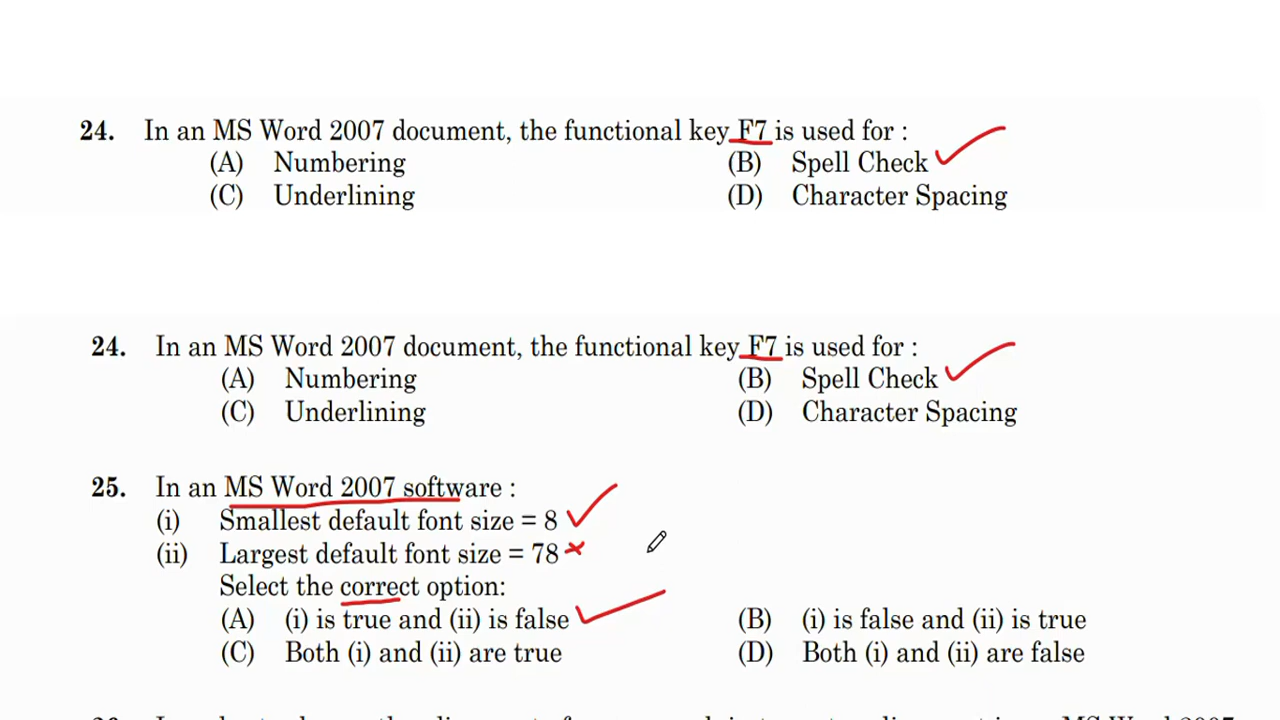 24. In an MS Word 2007 document, the functional key F7 is used for :
(A) Numbering (B) Spell Check
(C) Underlining (D) Character Spacing
24. In an MS Word 2007 document, the functional key F7 is used for :
(A) Numbering (B) Spell Check
(C) Underlining (D) Character Spacing
25. In an MS Word 2007 software :
(i) Smallest default font size = 8
(ii) Largest default font size = 78
Select the correct option:
(A) (i) is true and (ii) is false (B) (i) is false and (ii) is true
(C) Both (i) and (ii) are true (D) Both (i) and (ii) are false